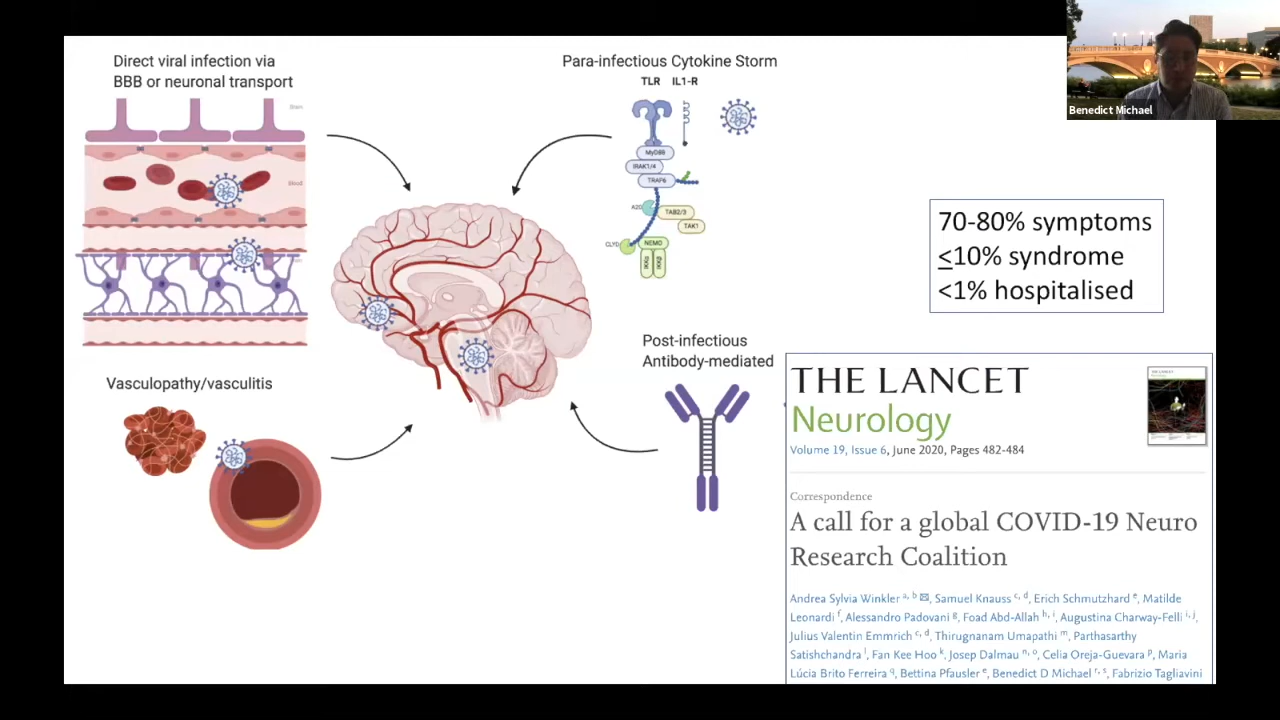 Direct viral infection via
BBB or neuronal transport
Blood
Para-infectious Cytokine Storm
TLR IL1-R
MyD88
IRAK1/4
TRAF6
A20
TAB2/3
TAK1
CLYD
NEMO
IKKα
IKKβ
Benedict Michael
70-80% symptoms
<10% syndrome
<1% hospitalised
Vasculopathy/vasculitis
Post-infectious
Antibody-mediated
THE LANCET
Neurology
Volume 19, Issue 6, June 2020, Pages 482-484
Correspondence
A call for a global COVID-19 Neuro
Research Coalition
Andrea Sylvia Winkler a, b ✉, Samuel Knauss c, d, Erich Schmutzhard e, Matilde
Leonardi f, Alessandro Padovani g, Foad Abd-Allah h, i, Augustina Charway-Felli i, j,
Julius Valentin Emmrich c, d, Thirugnanam Umapathi m, Parthasarthy
Satishchandra l, Fan Kee Hoo k, Josep Dalmau n, o, Celia Oreja-Guevara p, Maria
Lúcia Brito Ferreira q, Bettina Pfausler e, Benedict D Michael r, s, Fabrizio Tagliavini